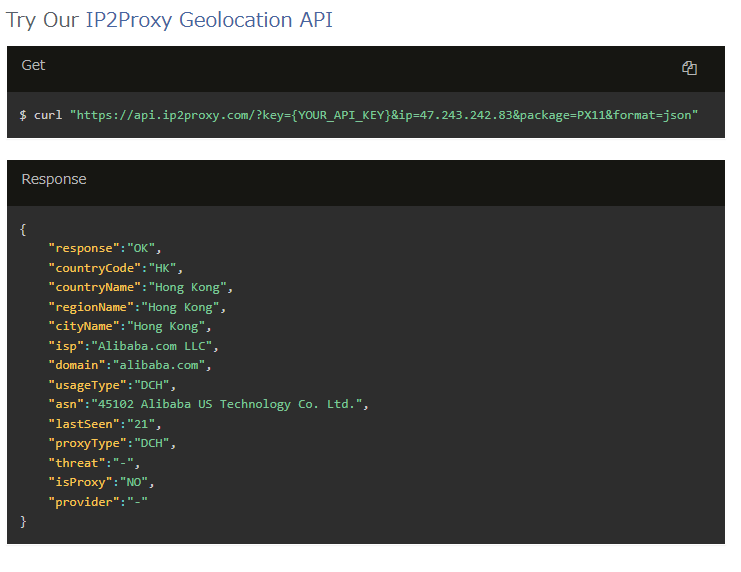 Try Our IP2Proxy Geolocation API
Get
$ curl "https://api.ip2proxy.com/?key={YOUR_API_KEY}&ip=47.243.242.83&package=PX11&format=json"
Response
{
    "response":"OK",
    "countryCode":"HK",
    "countryName":"Hong Kong",
    "regionName":"Hong Kong",
    "cityName":"Hong Kong",
    "isp":"Alibaba.com LLC",
    "domain":"alibaba.com",
    "usageType":"DCH",
    "asn":"45102 Alibaba US Technology Co. Ltd.",
    "lastSeen":"21",
    "proxyType":"DCH",
    "threat":"-",
    "isProxy":"NO",
    "provider":"-"
}